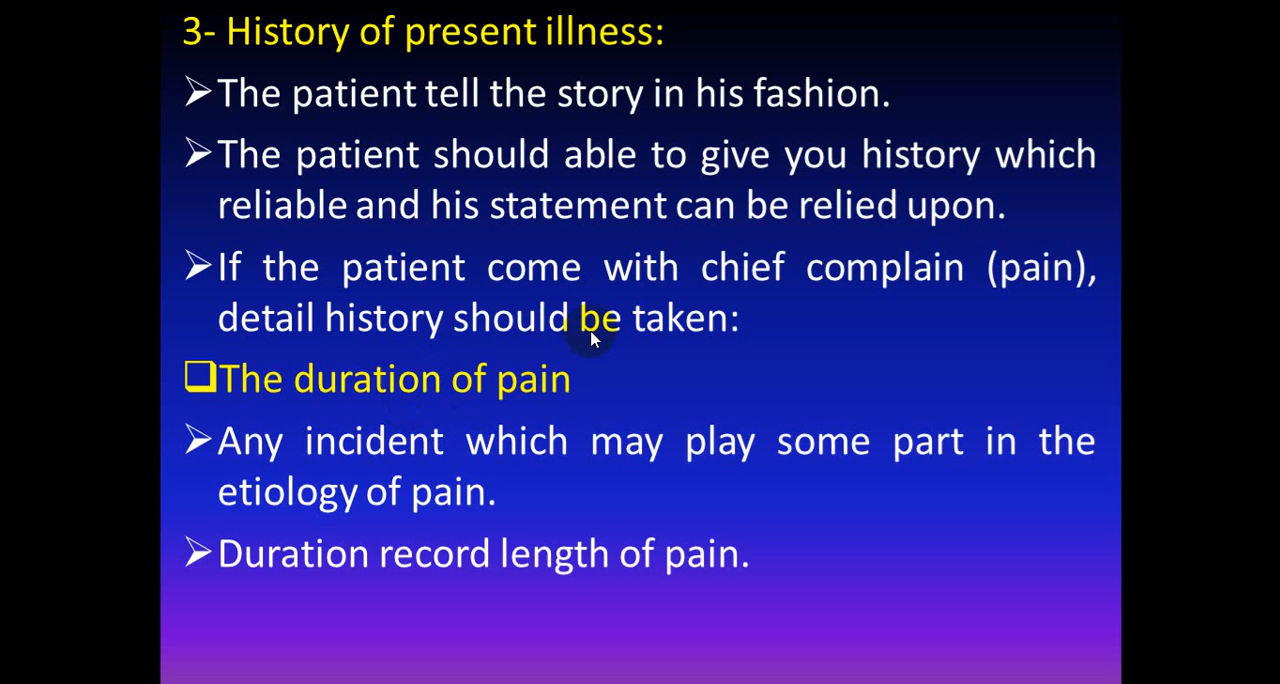 3- History of present illness:
The patient tell the story in his fashion.
The patient should able to give you history which
reliable and his statement can be relied upon.
If the patient come with chief complain (pain),
detail history should be taken:
The duration of pain
Any incident which may play some part in the
etiology of pain.
Duration record length of pain.